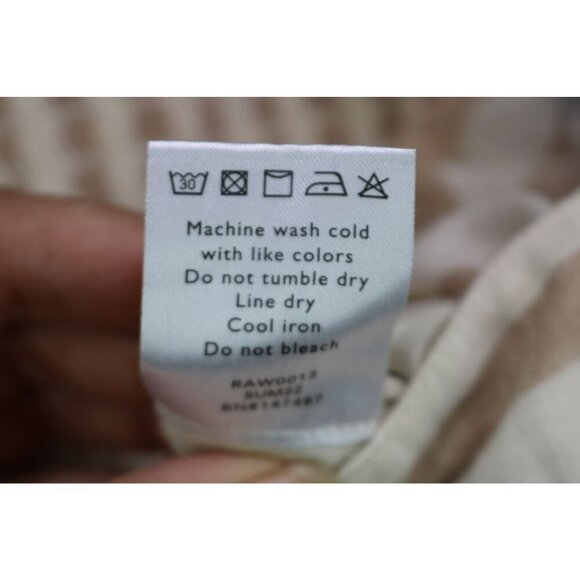 30
Machine wash cold
with like colors
Do not tumble dry
Line dry
Cool iron
Do not bleach
RAW0013
SUM22